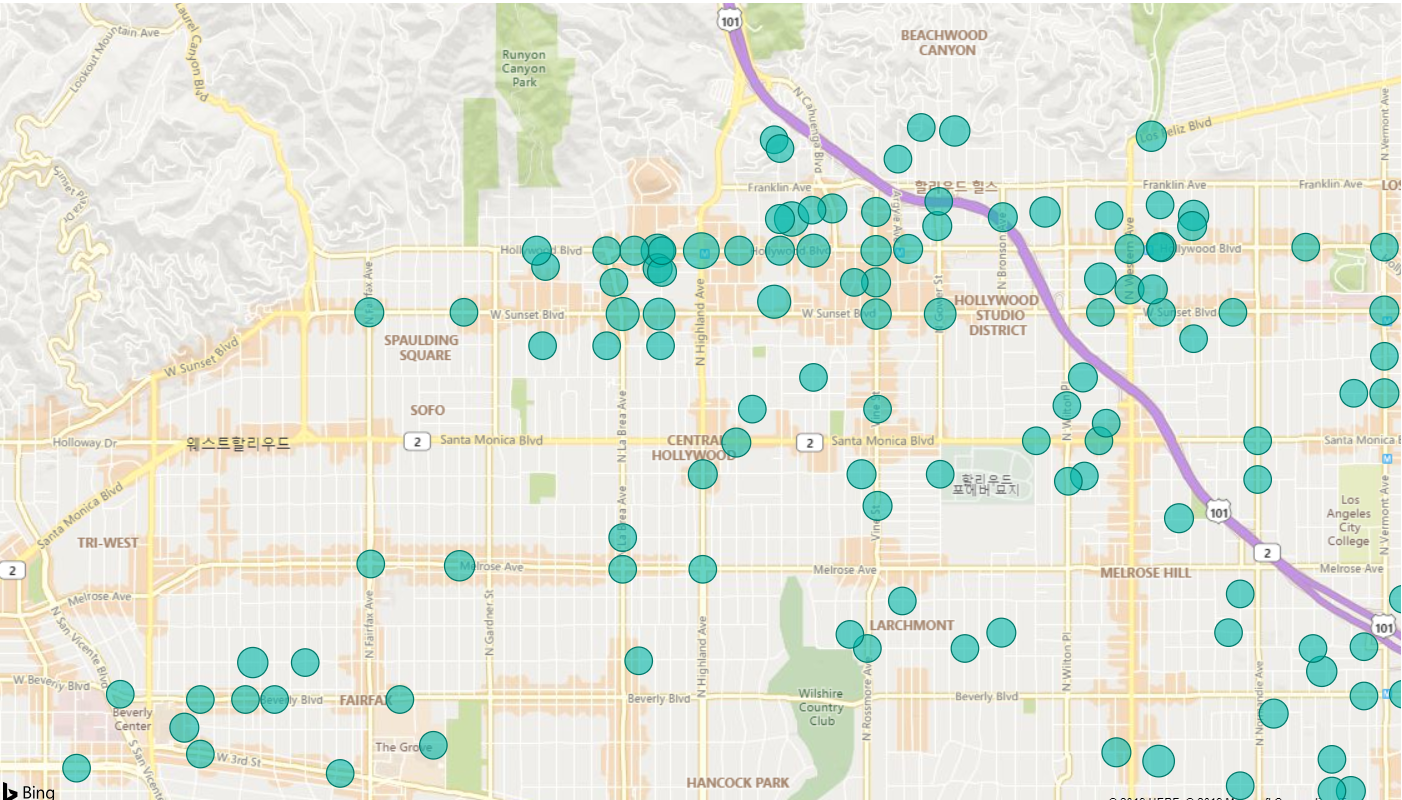 101
BEACHWOOD
CANYON
Lookout Mountain Ave
Laurel Canyon Blvd
Runyon
Canyon
Park
N Cahuenga Blvd
N Vermont Ave
Los Feliz Blvd
Franklin Ave
할리우드 힐스
Franklin Ave
Franklin Ave
LOS
Hollywood Blvd
Hollywood Blvd
Hollywood Blvd
Argyle Ave
N Bronson Ave
N Western Ave
N Gower St
N Highland Ave
W Sunset Blvd
W Sunset Blvd
W Sunset Blvd
HOLLYWOOD
STUDIO
DISTRICT
SPAULDING
SQUARE
W Sunset Blvd
SOFO
N La Brea Ave
Vine St
N Wilton Pl
Holloway Dr
웨스트할리우드
2
Santa Monica Blvd
CENTRAL
HOLLYWOOD
2
Santa Monica Blvd
Santa Monica B
Santa Monica Blvd
할리우드
포에버 묘지
La Brea Ave
Vine St
101
Los
Angeles
City
College
N Vermont Ave
TRI-WEST
2
2
Melrose Ave
Melrose Ave
Melrose Ave
Melrose Ave
MELROSE HILL
N San Vicente Blvd
N Fairfax Ave
N Gardner St
N Highland Ave
LARCHMONT
101
N Wilton Pl
N Normandie Ave
W Beverly Blvd
Beverly Blvd
FAIRFAX
Beverly Blvd
Beverly Blvd
Wilshire
Country
Club
N Rossmore Ave
Beverly
Center
The Grove
W 3rd St
S San Vicente
HANCOCK PARK
Bing